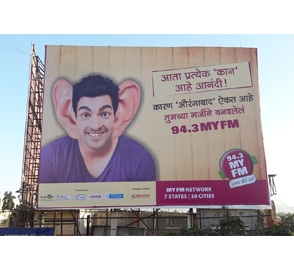 आता प्रत्येक 'कान'
आहे आनंदी!
कारण 'औरंगाबाद' ऐकत आहे
तुमच्या मर्जीने बनवलेलं
94.3 MY FM
94.3
MY
FM
MY FM NETWORK
7 STATES | 20 CITIES